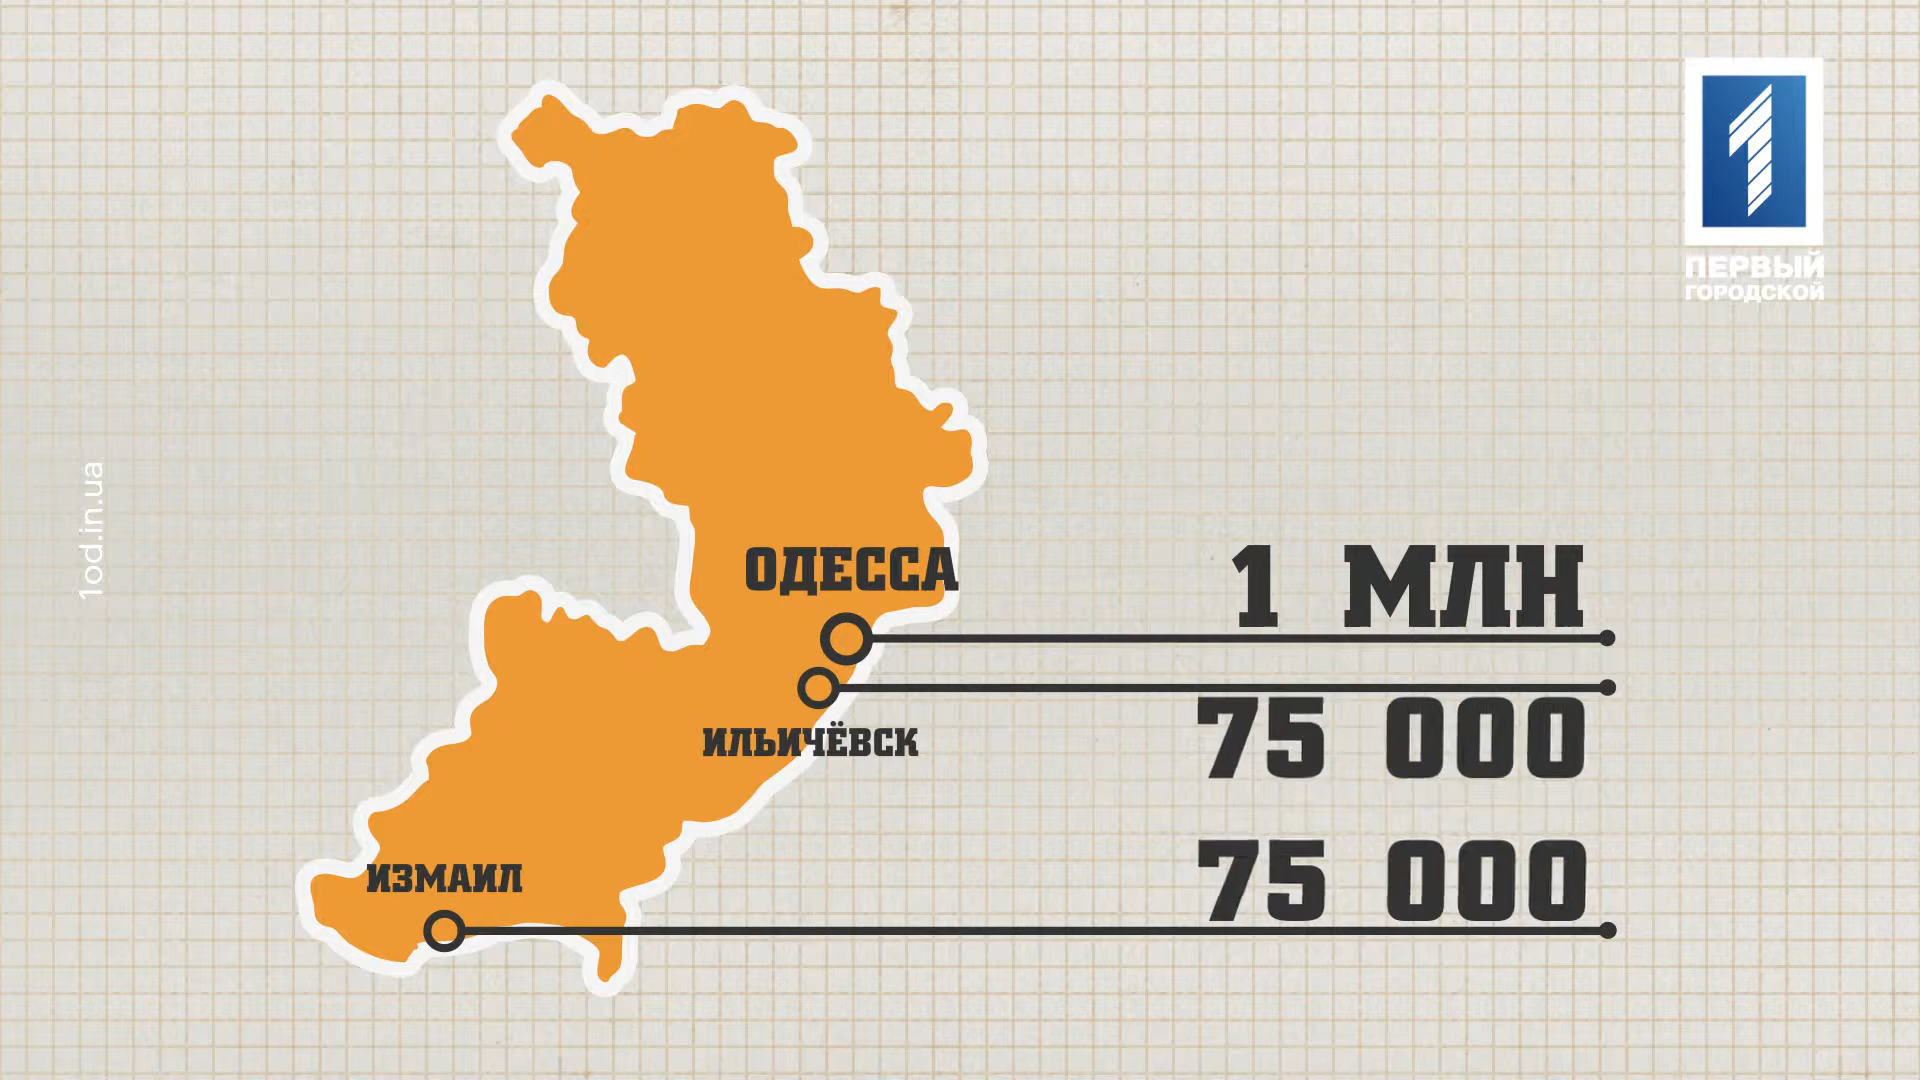 ПЕРВЫЙ
ГОРОДСКОЙ
1od.in.ua
ОДЕССА
1 МЛН
ИЛЬИЧЁВСК
75 000
ИЗМАИЛ
75 000